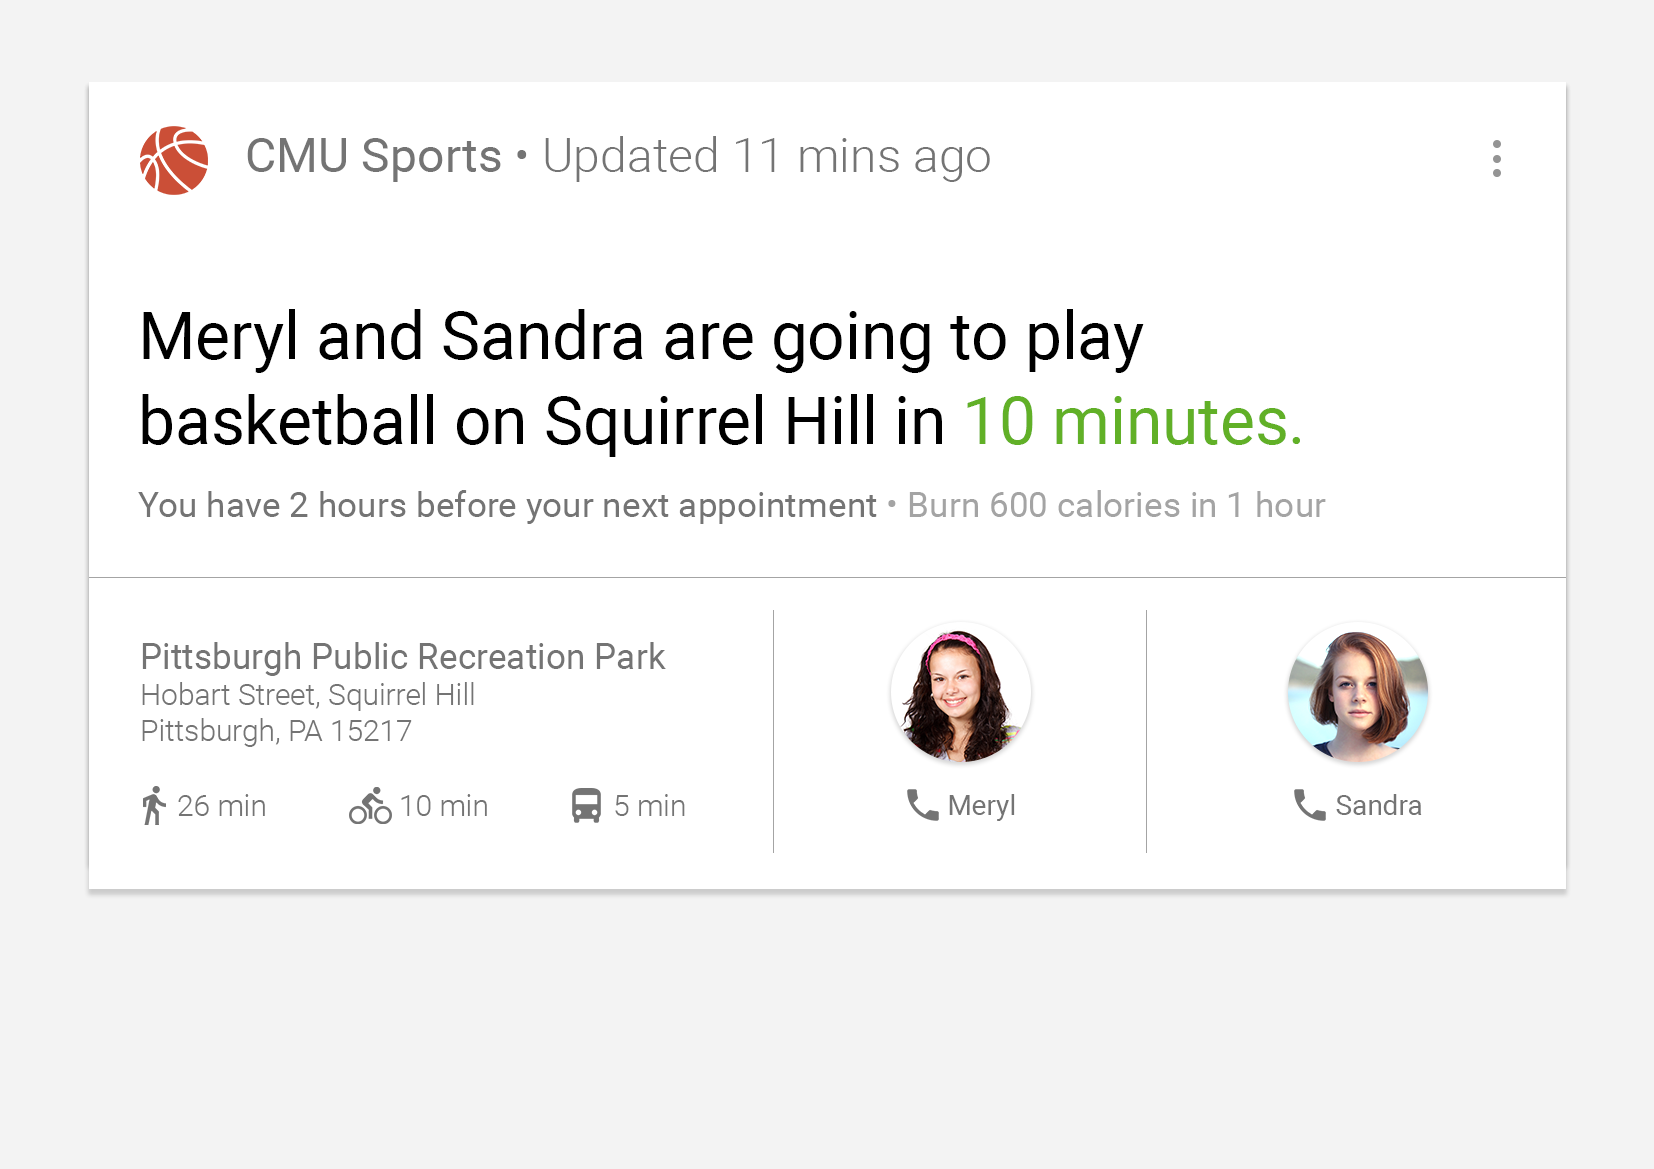 CMU Sports • Updated 11 mins ago
Meryl and Sandra are going to play
basketball on Squirrel Hill in 10 minutes.
You have 2 hours before your next appointment • Burn 600 calories in 1 hour
Pittsburgh Public Recreation Park
Hobart Street, Squirrel Hill
Pittsburgh, PA 15217
26 min 10 min 5 min
Meryl
Sandra